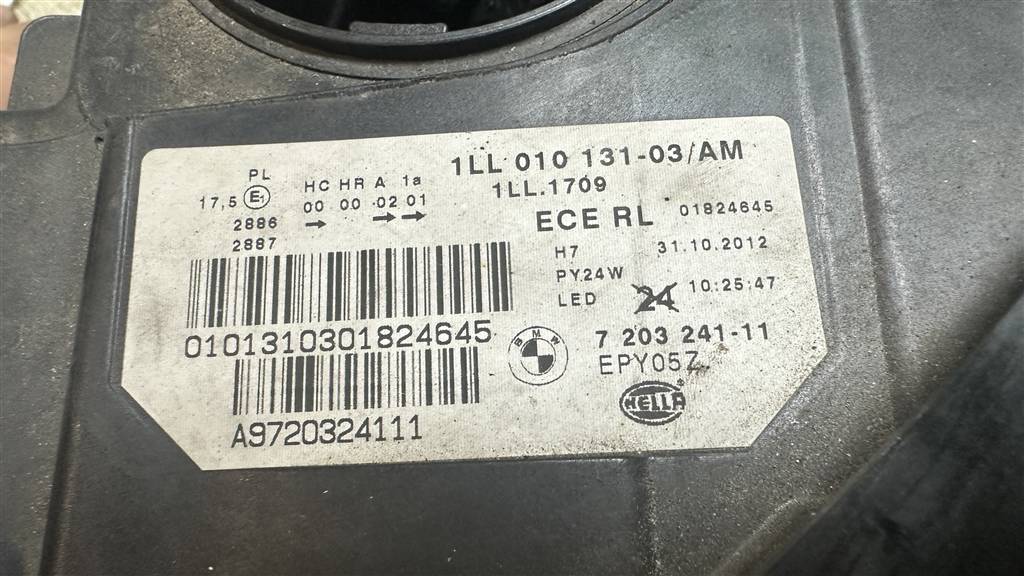 1LL 010 131-03/AM
1LL.1709
PL
17,5 E1 HC HR A 1a
00 00 02 01
2886
2887
ECE RL 01824645
H7 31.10.2012
PY24W
LED 24 10:25:47
0101310301824645
BMW
7 203 241-11
EPY05Z
HELLA ®
A9720324111